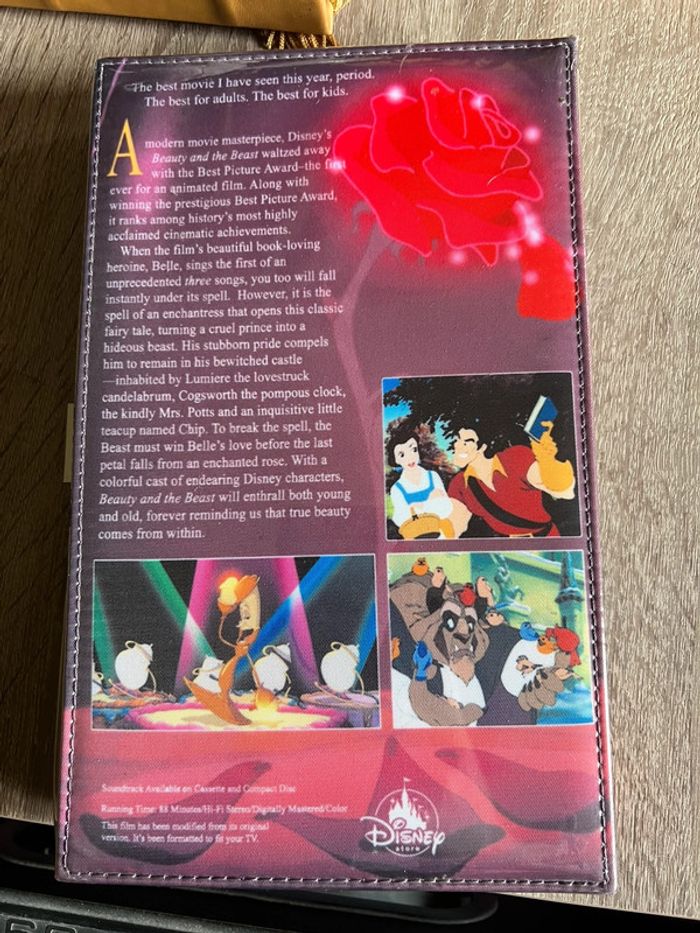 The best movie I have seen this year, period.
The best for adults. The best for kids.
A modern movie masterpiece, Disney's
Beauty and the Beast waltzed away
with the Best Picture Award–the first
ever for an animated film. Along with
winning the prestigious Best Picture Award,
it ranks among history's most highly
acclaimed cinematic achievements.
When the film's beautiful book-loving
heroine, Belle, sings the first of an
unprecedented three songs, you too will fall
instantly under its spell. However, it is the
spell of an enchantress that opens this classic
fairy tale, turning a cruel prince into a
hideous beast. His stubborn pride compels
him to remain in his bewitched castle
—inhabited by Lumiere the lovestruck
candelabrum, Cogsworth the pompous clock,
the kindly Mrs. Potts and an inquisitive little
teacup named Chip. To break the spell, the
Beast must win Belle's love before the last
petal falls from an enchanted rose. With a
colorful cast of endearing Disney characters,
Beauty and the Beast will enthrall both young
and old, forever reminding us that true beauty
comes from within.
Soundtrack Available on Cassette and Compact Disc
Running Time: 88 Minutes/Hi-Fi Stereo/Digitally Mastered/Color
This film has been modified from its original
version. It's been formatted to fit your TV.
Disney
store